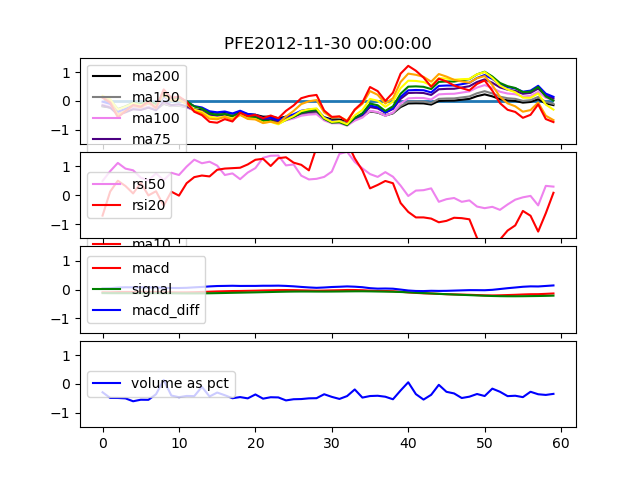 PFE2012-11-30 00:00:00
1
0
−1
ma200
ma150
ma100
ma75
1
0
−1
rsi50
rsi20
ma10
1
0
−1
macd
signal
macd_diff
1
0
−1
volume as pct
0 10 20 30 40 50 60